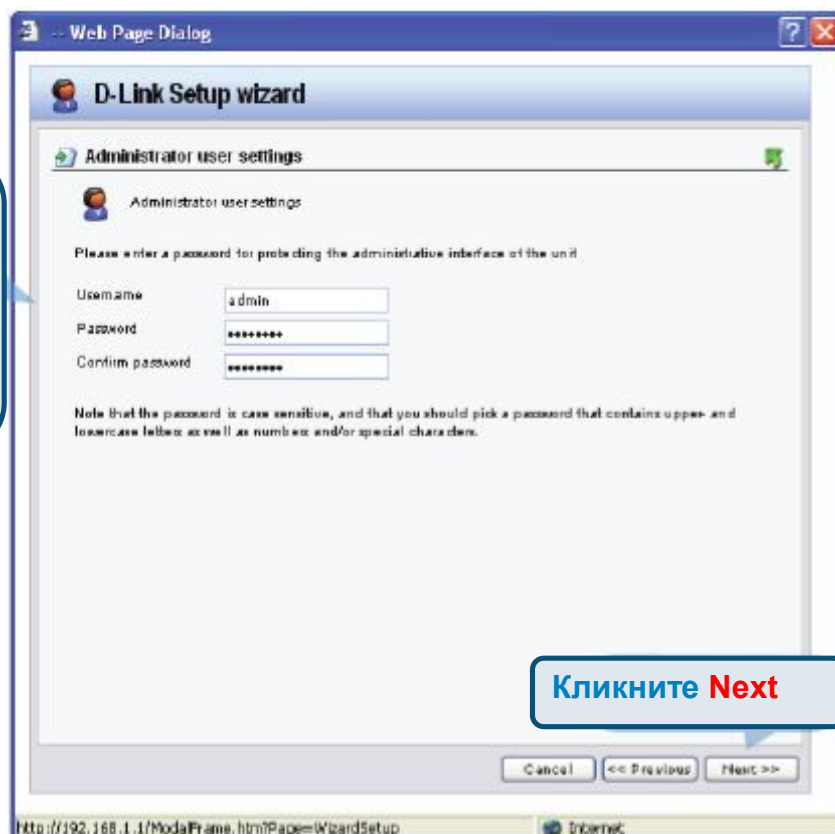 -- Web Page Dialog
D-Link Setup wizard
Administrator user settings
Administrator user settings
Please enter a password for protecting the administrative interface of the unit
Username admin
Password ••••••••
Confirm password ••••••••
Note that the password is case sensitive, and that you should pick a password that contains upper- and
lowercase letters as well as numbers and/or special characters.
Кликните Next
Cancel << Previous Next >>
http://192.168.1.1/ModalFrame.htm?Page=WizardSetup Internet